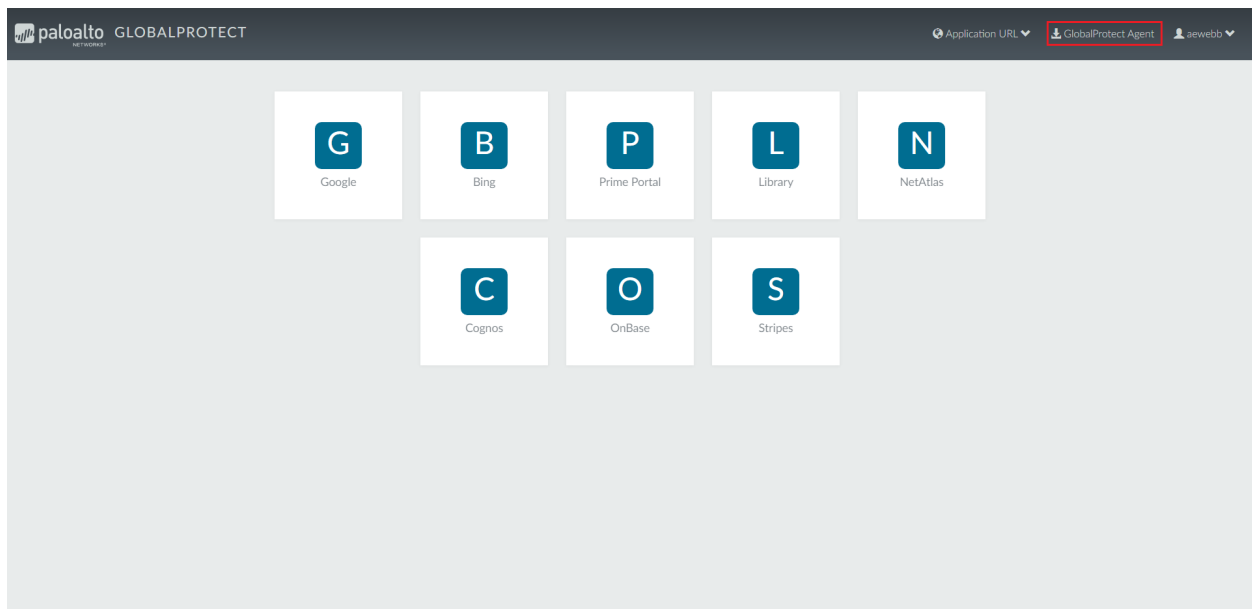 paloalto GLOBALPROTECT Application URL GlobalProtect Agent aewebb
NETWORKS®
G B P L N
Google Bing Prime Portal Library NetAtlas
C O S
Cognos OnBase Stripes